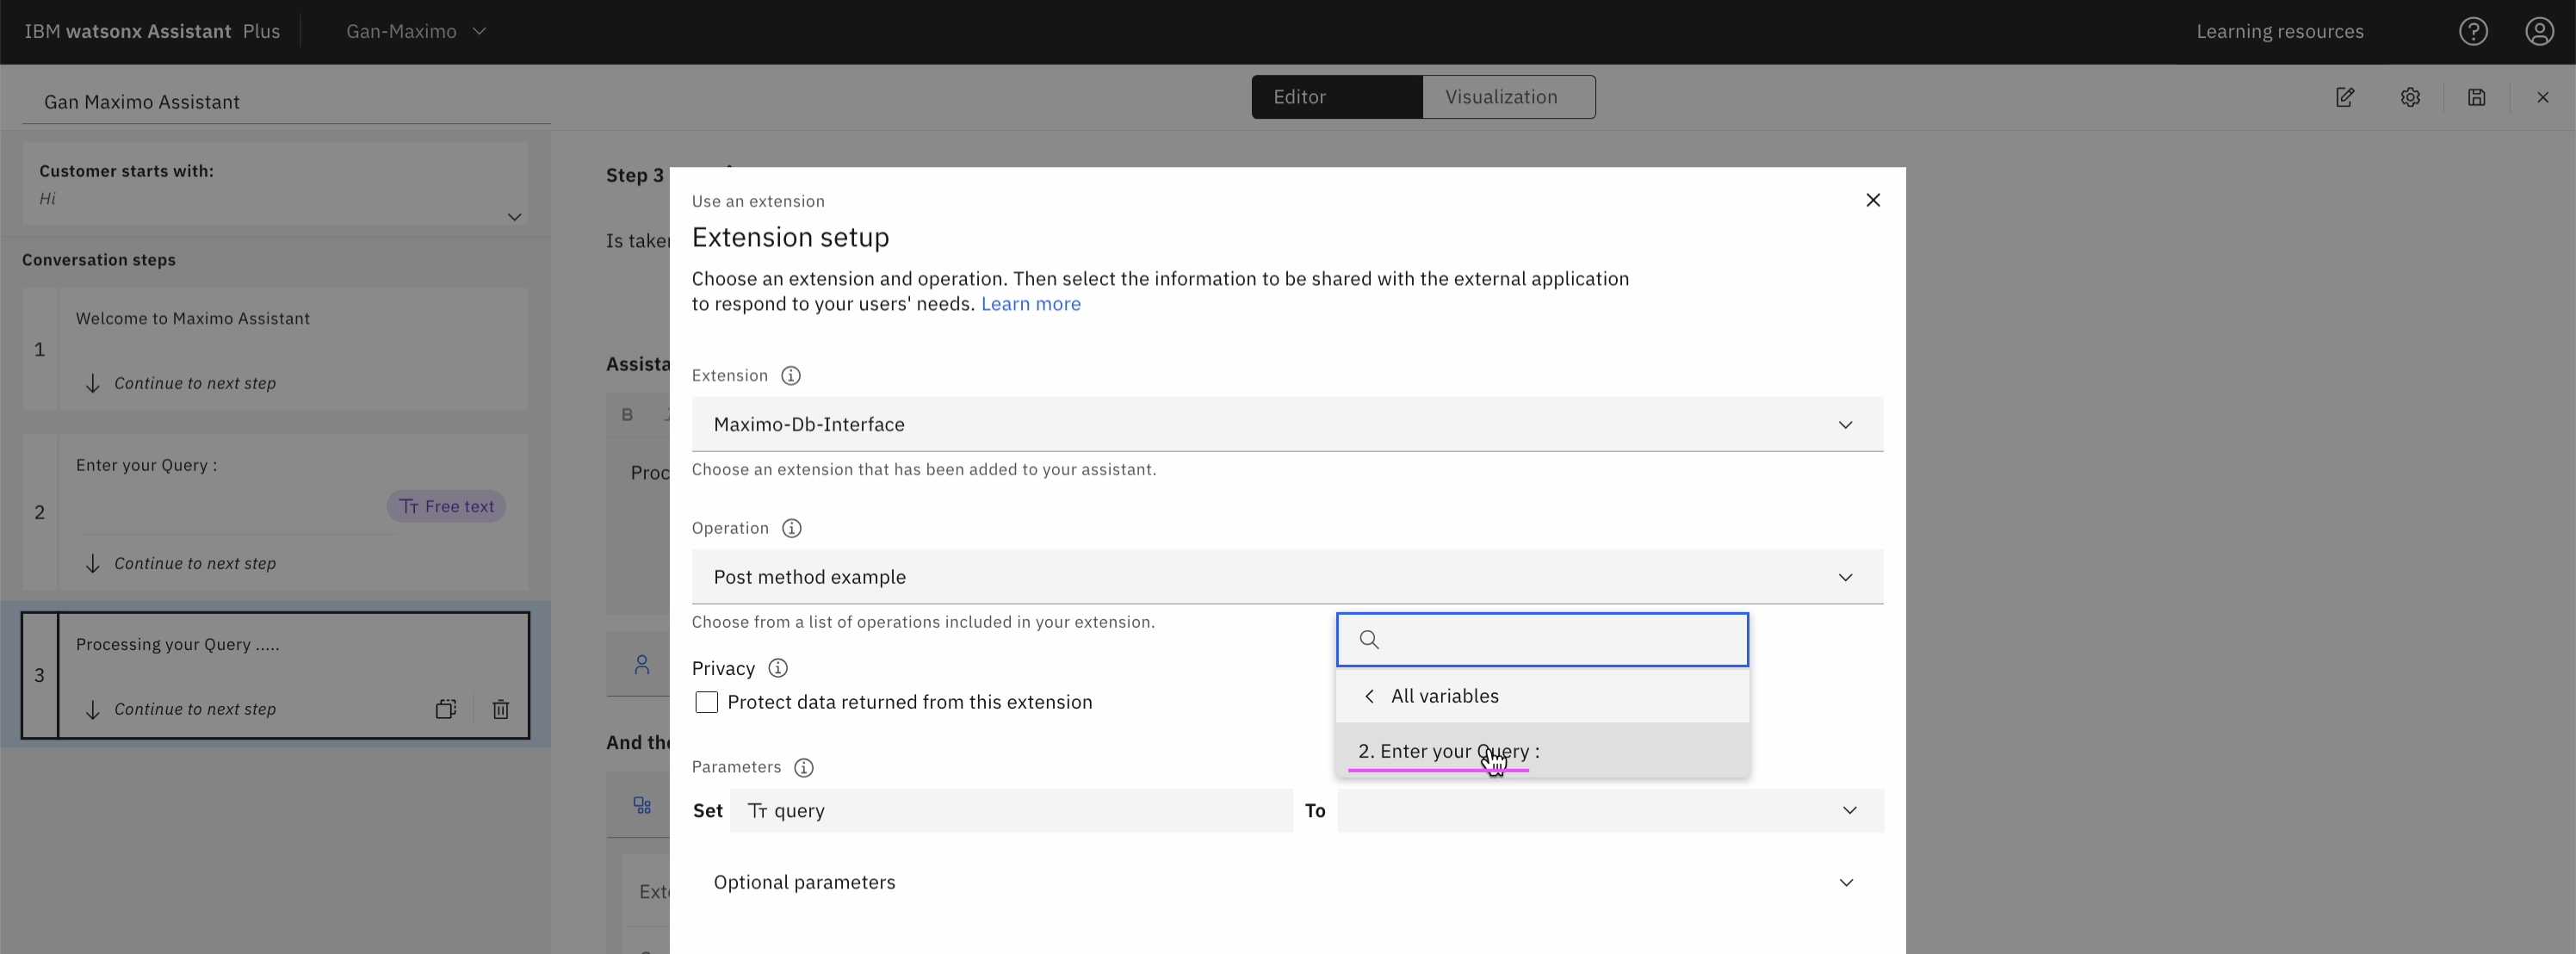 IBM watsonx Assistant Plus
Gan-Maximo
Learning resources
Gan Maximo Assistant
Editor
Visualization
Customer starts with:
Hi
Conversation steps
1
Welcome to Maximo Assistant
Continue to next step
2
Enter your Query :
Free text
Continue to next step
3
Processing your Query .....
Continue to next step
Step 3
Is take
Assista
B
Proc
And the
Exte
Use an extension
Extension setup
Choose an extension and operation. Then select the information to be shared with the external application
to respond to your users' needs. Learn more
Extension
Maximo-Db-Interface
Choose an extension that has been added to your assistant.
Operation
Post method example
Choose from a list of operations included in your extension.
Privacy
Protect data returned from this extension
All variables
2. Enter your Query :
Parameters
Set
query
To
Optional parameters